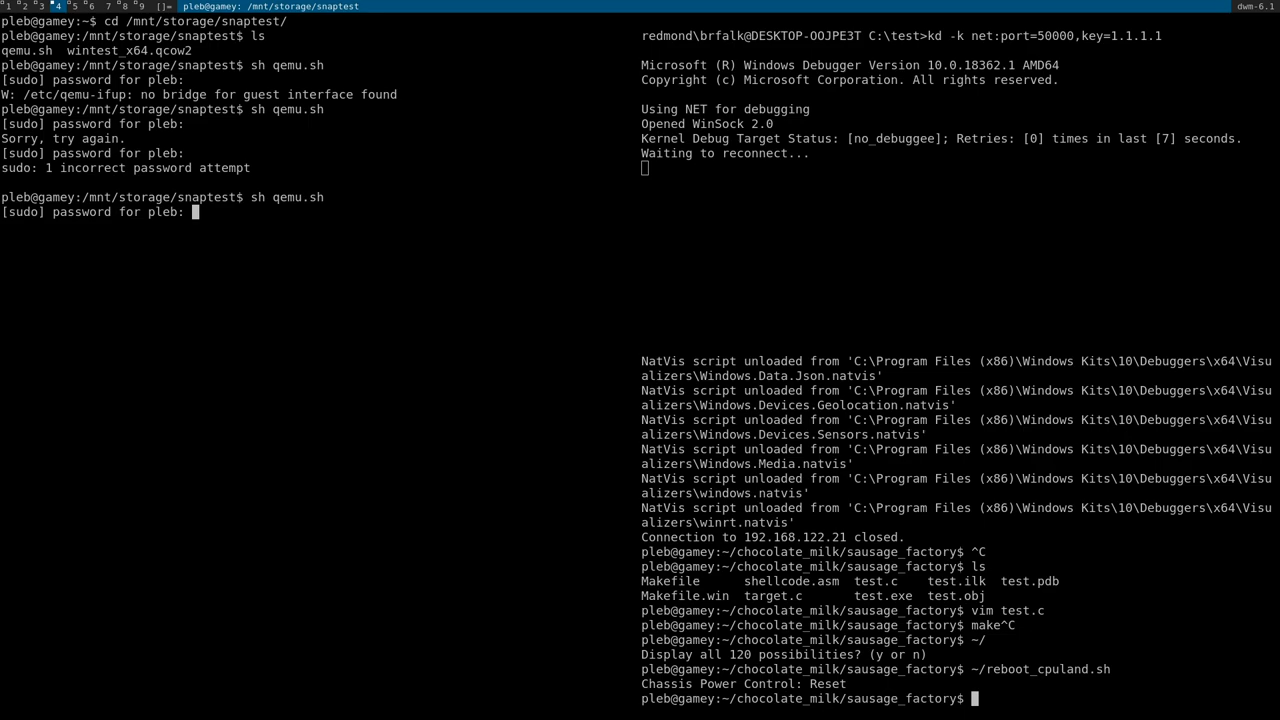 1 2 3 4 5 6 7 8 9 []= pleb@gamey: /mnt/storage/snaptest dwm-6.1
pleb@gamey:~$ cd /mnt/storage/snaptest/
pleb@gamey:/mnt/storage/snaptest$ ls
qemu.sh  wintest_x64.qcow2
pleb@gamey:/mnt/storage/snaptest$ sh qemu.sh
[sudo] password for pleb:
W: /etc/qemu-ifup: no bridge for guest interface found
pleb@gamey:/mnt/storage/snaptest$ sh qemu.sh
[sudo] password for pleb:
Sorry, try again.
[sudo] password for pleb:
sudo: 1 incorrect password attempt
pleb@gamey:/mnt/storage/snaptest$ sh qemu.sh
[sudo] password for pleb:
redmond\brfalk@DESKTOP-OOJPE3T C:\test>kd -k net:port=50000,key=1.1.1.1
Microsoft (R) Windows Debugger Version 10.0.18362.1 AMD64
Copyright (c) Microsoft Corporation. All rights reserved.
Using NET for debugging
Opened WinSock 2.0
Kernel Debug Target Status: [no_debuggee]; Retries: [0] times in last [7] seconds.
Waiting to reconnect...
NatVis script unloaded from 'C:\Program Files (x86)\Windows Kits\10\Debuggers\x64\Visu
alizers\Windows.Data.Json.natvis'
NatVis script unloaded from 'C:\Program Files (x86)\Windows Kits\10\Debuggers\x64\Visu
alizers\Windows.Devices.Geolocation.natvis'
NatVis script unloaded from 'C:\Program Files (x86)\Windows Kits\10\Debuggers\x64\Visu
alizers\Windows.Devices.Sensors.natvis'
NatVis script unloaded from 'C:\Program Files (x86)\Windows Kits\10\Debuggers\x64\Visu
alizers\Windows.Media.natvis'
NatVis script unloaded from 'C:\Program Files (x86)\Windows Kits\10\Debuggers\x64\Visu
alizers\windows.natvis'
NatVis script unloaded from 'C:\Program Files (x86)\Windows Kits\10\Debuggers\x64\Visu
alizers\winrt.natvis'
Connection to 192.168.122.21 closed.
pleb@gamey:~/chocolate_milk/sausage_factory$ ^C
pleb@gamey:~/chocolate_milk/sausage_factory$ ls
Makefile      shellcode.asm  test.c    test.ilk  test.pdb
Makefile.win  target.c       test.exe  test.obj
pleb@gamey:~/chocolate_milk/sausage_factory$ vim test.c
pleb@gamey:~/chocolate_milk/sausage_factory$ make^C
pleb@gamey:~/chocolate_milk/sausage_factory$ ~/
Display all 120 possibilities? (y or n)
pleb@gamey:~/chocolate_milk/sausage_factory$ ~/reboot_cpuland.sh
Chassis Power Control: Reset
pleb@gamey:~/chocolate_milk/sausage_factory$